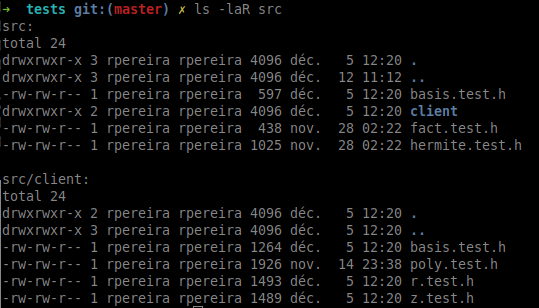 → tests git:(master) ✗ ls -laR src
src:
total 24
drwxrwxr-x 3 rpereira rpereira 4096 déc. 5 12:20 .
drwxrwxr-x 3 rpereira rpereira 4096 déc. 12 11:12 ..
-rw-rw-r-- 1 rpereira rpereira 597 déc. 5 12:20 basis.test.h
drwxrwxr-x 2 rpereira rpereira 4096 déc. 5 12:20 client
-rw-rw-r-- 1 rpereira rpereira 438 nov. 28 02:22 fact.test.h
-rw-rw-r-- 1 rpereira rpereira 1025 nov. 28 02:22 hermite.test.h
src/client:
total 24
drwxrwxr-x 2 rpereira rpereira 4096 déc. 5 12:20 .
drwxrwxr-x 3 rpereira rpereira 4096 déc. 5 12:20 ..
-rw-rw-r-- 1 rpereira rpereira 1264 déc. 5 12:20 basis.test.h
-rw-rw-r-- 1 rpereira rpereira 1926 nov. 14 23:38 poly.test.h
-rw-rw-r-- 1 rpereira rpereira 1493 déc. 5 12:20 r.test.h
-rw-rw-r-- 1 rpereira rpereira 1489 déc. 5 12:20 z.test.h